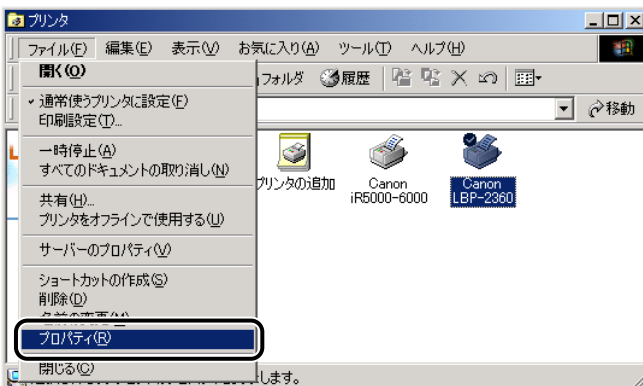 プリンタ
ファイル(F) 編集(E) 表示(V) お気に入り(A) ツール(T) ヘルプ(H)
開く(O)
フォルダ 履歴
通常使うプリンタに設定(F)
印刷設定(T)...
移動
一時停止(A)
すべてのドキュメントの取り消し(N)
プリンタの追加
Canon
iR5000-6000
Canon
LBP-2360
共有(H)...
プリンタをオフラインで使用する(U)
サーバーのプロパティ(V)
ショートカットの作成(S)
削除(D)
名前の変更(M)
プロパティ(R)
閉じる(C)
します。